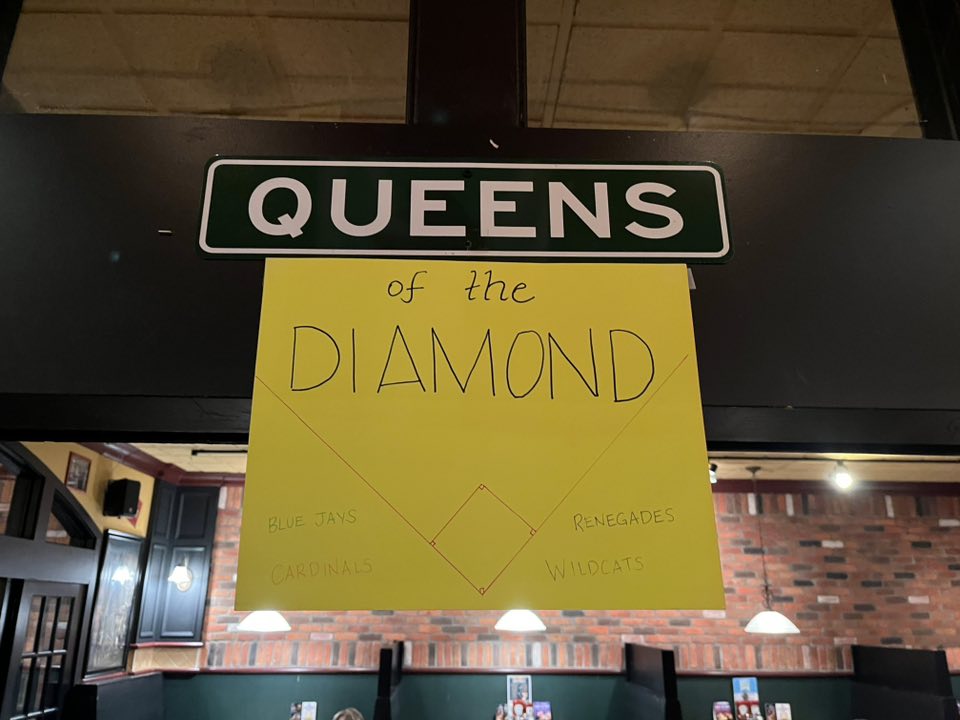 QUEENS
of the
DIAMOND
BLUE JAYS
RENEGADES
CARDINALS
WILDCATS